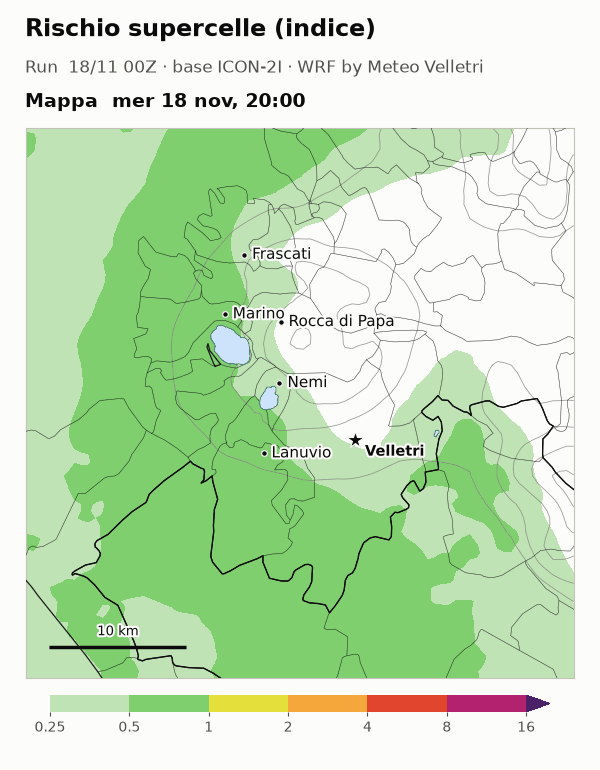 Rischio supercelle (indice)
Run  18/11 00Z · base ICON-2I · WRF by Meteo Velletri
Mappa  mer 18 nov, 20:00
Frascati
Marino
Rocca di Papa
Nemi
Velletri
Lanuvio
10 km
0.25 0.5 1 2 4 8 16